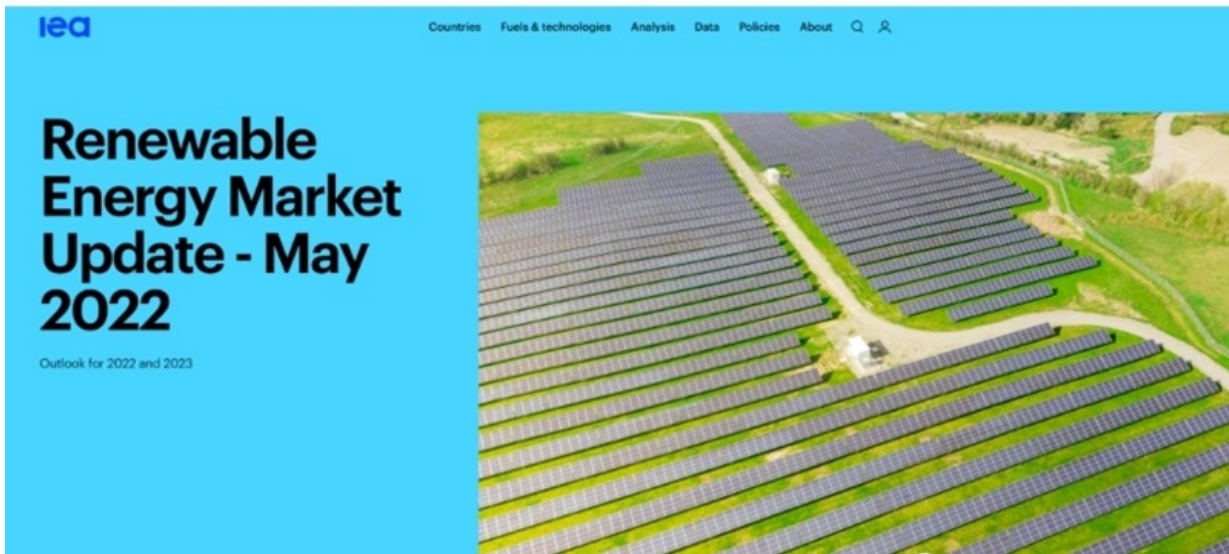 iea
Countries Fuels & technologies Analysis Data Policies About
Renewable
Energy Market
Update - May
2022
Outlook for 2022 and 2023